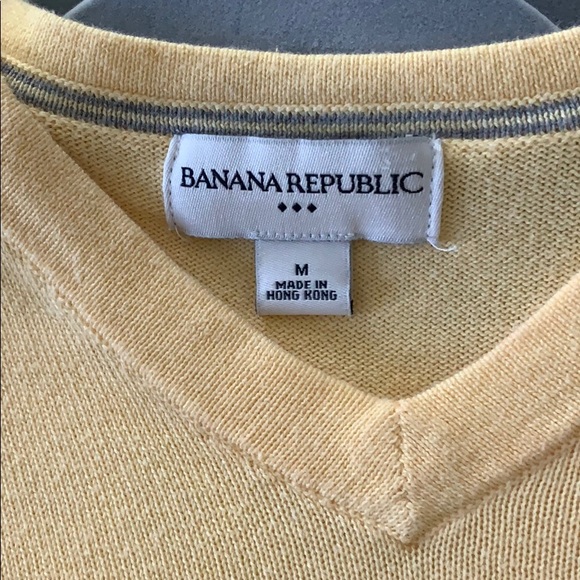 BANANA REPUBLIC
M
MADE IN
HONG KONG